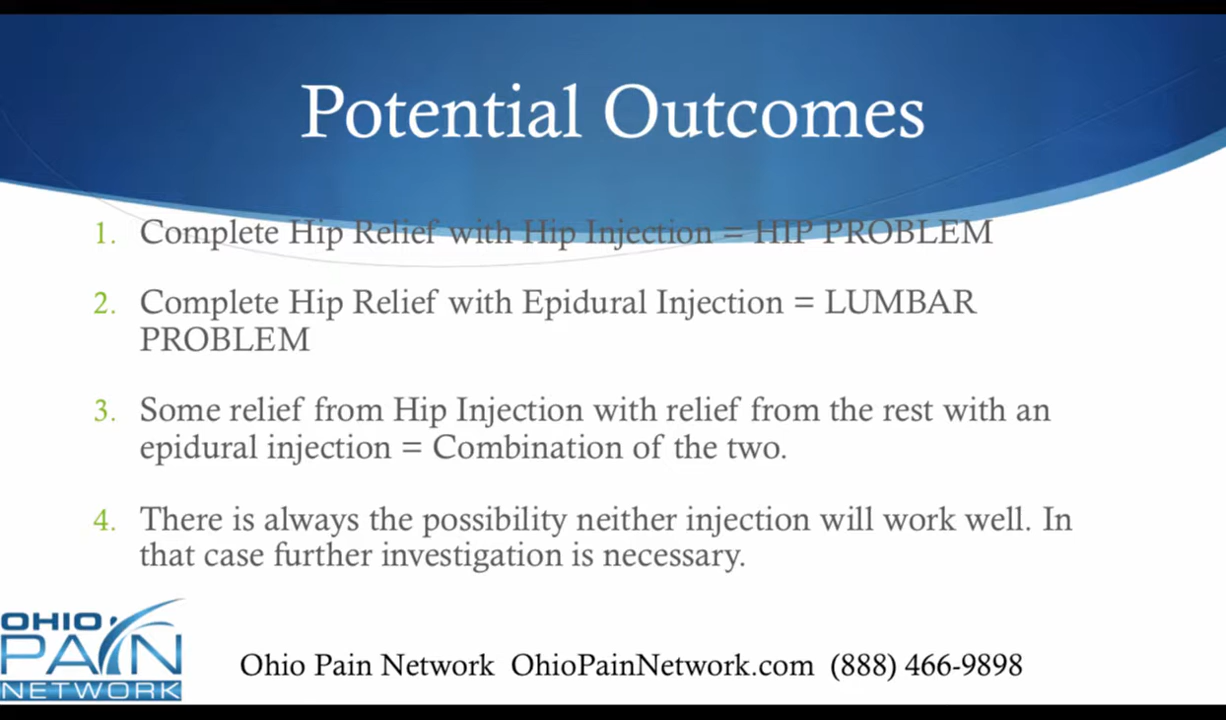 Potential Outcomes
1. Complete Hip Relief with Hip Injection = HIP PROBLEM
2. Complete Hip Relief with Epidural Injection = LUMBAR
PROBLEM
3. Some relief from Hip Injection with relief from the rest with an
epidural injection = Combination of the two.
4. There is always the possibility neither injection will work well. In
that case further investigation is necessary.
OHIO
PAIN
NETWORK
Ohio Pain Network OhioPainNetwork.com (888) 466-9898